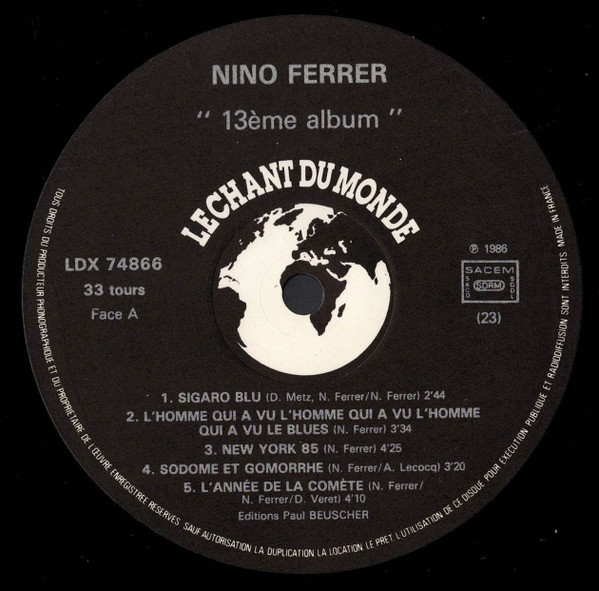 NINO FERRER
" 13ème album "
LE CHANT DU MONDE
LDX 74866
33 tours
Face A
℗ 1986
SACEM
SACD SDRM SGDL
(23)
1. SIGARO BLU (D. Metz, N. Ferrer/N. Ferrer) 2'44
2. L'HOMME QUI A VU L'HOMME QUI A VU L'HOMME
QUI A VU LE BLUES (N. Ferrer) 3'34
3. NEW YORK 85 (N. Ferrer) 4'25
4. SODOME ET GOMORRHE (N. Ferrer/A. Lecocq) 3'20
5. L'ANNÉE DE LA COMÈTE (N. Ferrer/
N. Ferrer/D. Veret) 4'10
Editions Paul BEUSCHER
TOUS DROITS DU PRODUCTEUR PHONOGRAPHIQUE ET DU PROPRIETAIRE DE L'ŒUVRE ENREGISTREE RESERVES. SAUF AUTORISATION LA DUPLICATION LA LOCATION LE PRET L'UTILISATION DE CE DISQUE POUR EXECUTION PUBLIQUE ET RADIODIFFUSION SONT INTERDITS MADE IN FRANCE